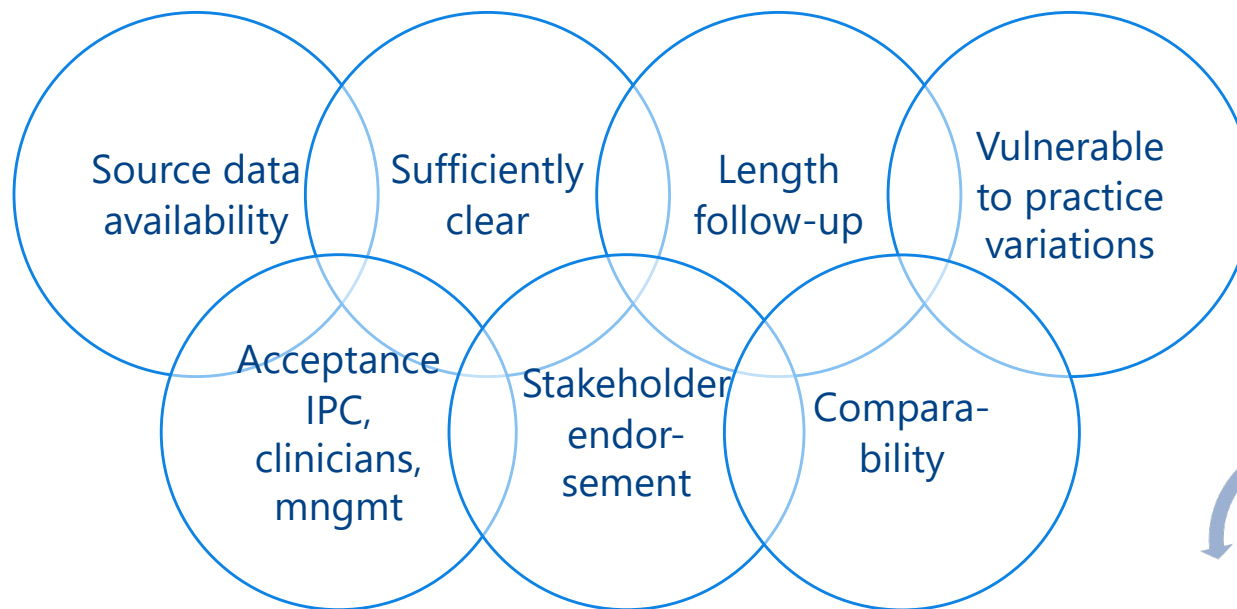 Source data
availability
Sufficiently
clear
Length
follow-up
Vulnerable
to practice
variations
Acceptance
IPC,
clinicians,
mngmt
Stakeholder
endor-
sement
Compara-
bility